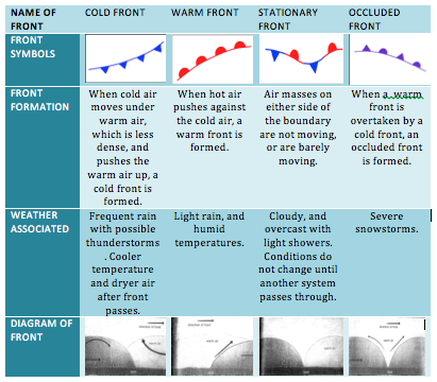 NAME OF FRONT
COLD FRONT
WARM FRONT
STATIONARY FRONT
OCCLUDED FRONT
FRONT SYMBOLS
FRONT FORMATION
When cold air
moves under
warm air,
which is less
dense, and
pushes the
warm air up, a
cold front is
formed.
When hot air
pushes against
the cold air, a
warm front is
formed.
Air masses on
either side of
the boundary
are not moving,
or are barely
moving.
When a warm
front is
overtaken by a
cold front, an
occluded front
is formed.
WEATHER ASSOCIATED
Frequent rain
with possible
thunderstorms
. Cooler
temperature
and dryer air
after front
passes.
Light rain, and
humid
temperatures.
Cloudy, and
overcast with
light showers.
Conditions do
not change until
another system
passes through.
Severe
snowstorms.
DIAGRAM OF FRONT